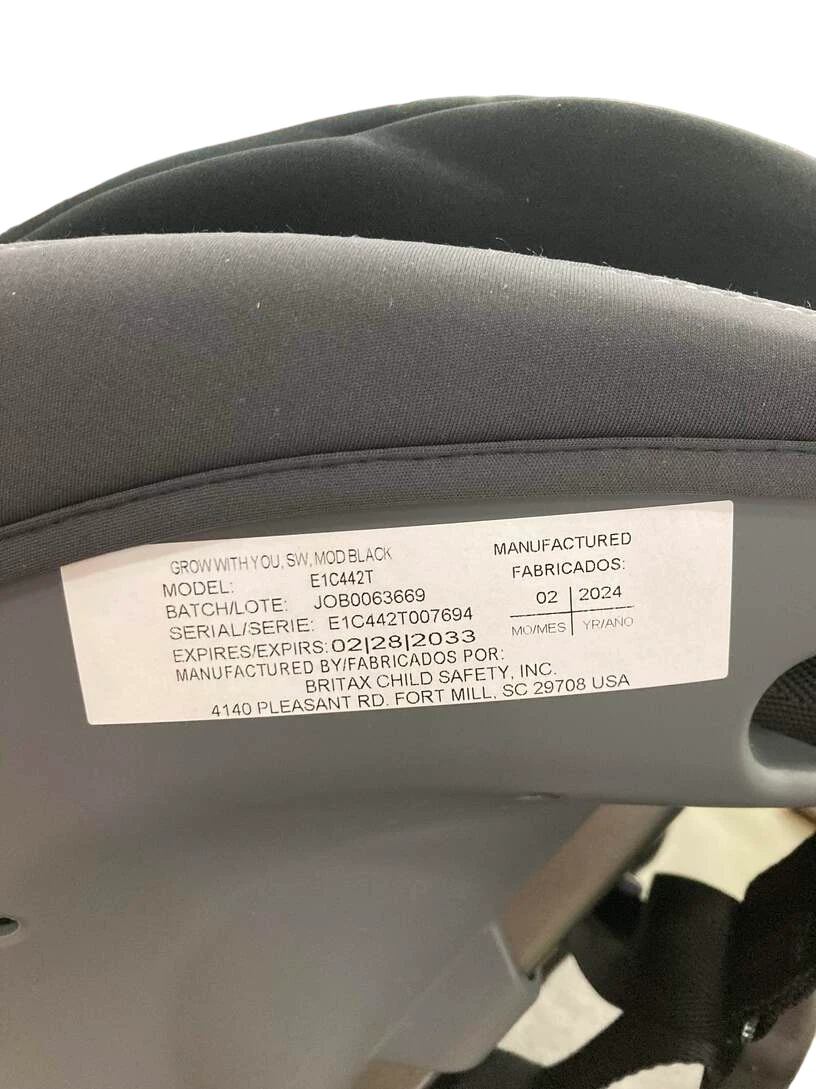 GROW WITH YOU, SW, MOD BLACK
MODEL: E1C442T
BATCH/LOTE: JOB0063669
SERIAL/SERIE: E1C442T007694
EXPIRES/EXPIRS: 02|28|2033
MANUFACTURED BY/FABRICADOS POR:
BRITAX CHILD SAFETY, INC.
4140 PLEASANT RD. FORT MILL, SC 29708 USA
MANUFACTURED
FABRICADOS:
02 | 2024
MO/MES | YR/AÑO